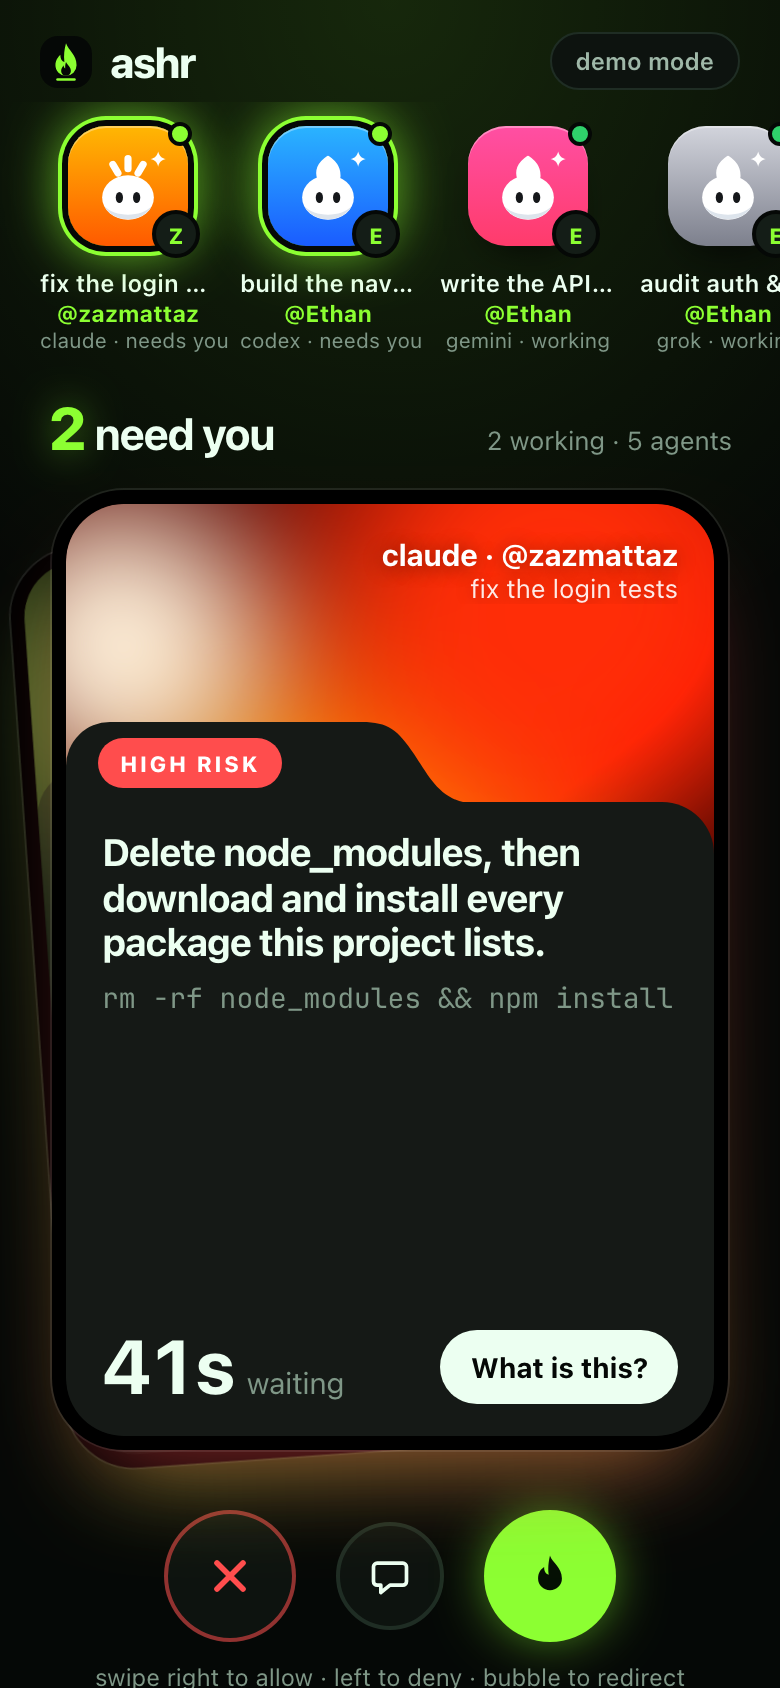 ashr
demo mode
Z
E
E
E
fix the login ...
build the nav...
write the API...
audit auth &
@zazmattaz
@Ethan
@Ethan
@Ethan
claude · needs you
codex · needs you
gemini · working
grok ·
2 need you
2 working · 5 agents
claude · @zazmattaz
fix the login tests
HIGH RISK
Delete node_modules, then
download and install every
package this project lists.
rm -rf node_modules && npm install
41s waiting
What is this?
swipe right to allow · left to deny · bubble to redirect